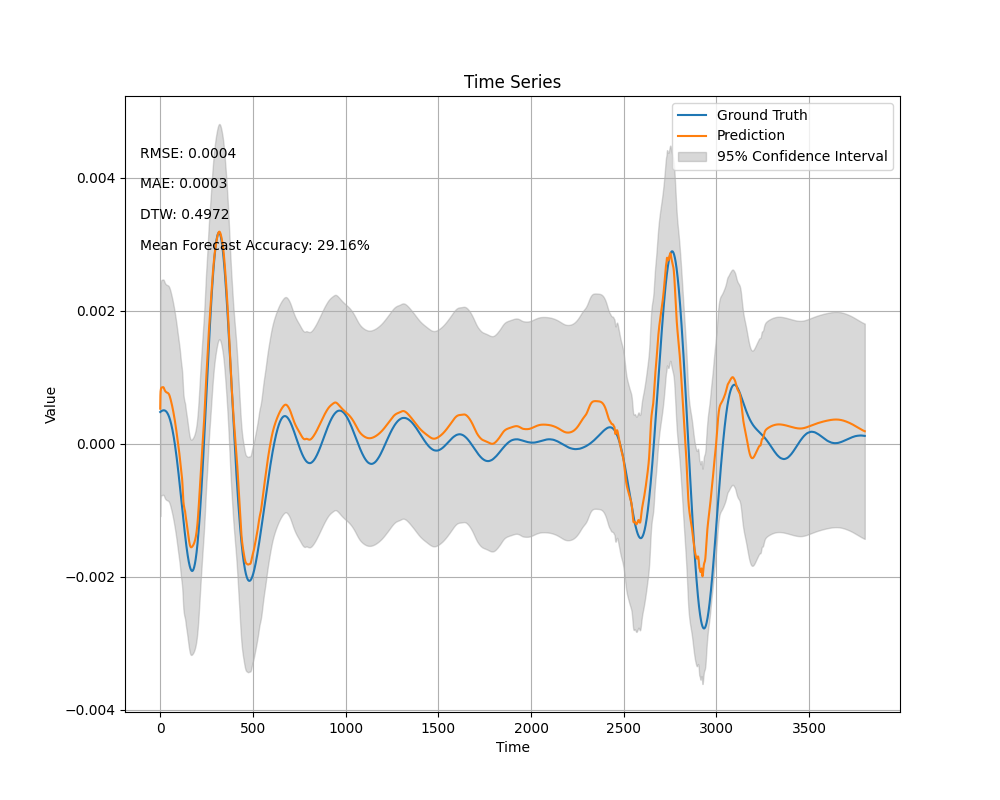 Time Series
Ground Truth
Prediction
95% Confidence Interval
RMSE: 0.0004
MAE: 0.0003
DTW: 0.4972
Mean Forecast Accuracy: 29.16%
Value
0.004
0.002
0.000
−0.002
−0.004
0 500 1000 1500 2000 2500 3000 3500
Time